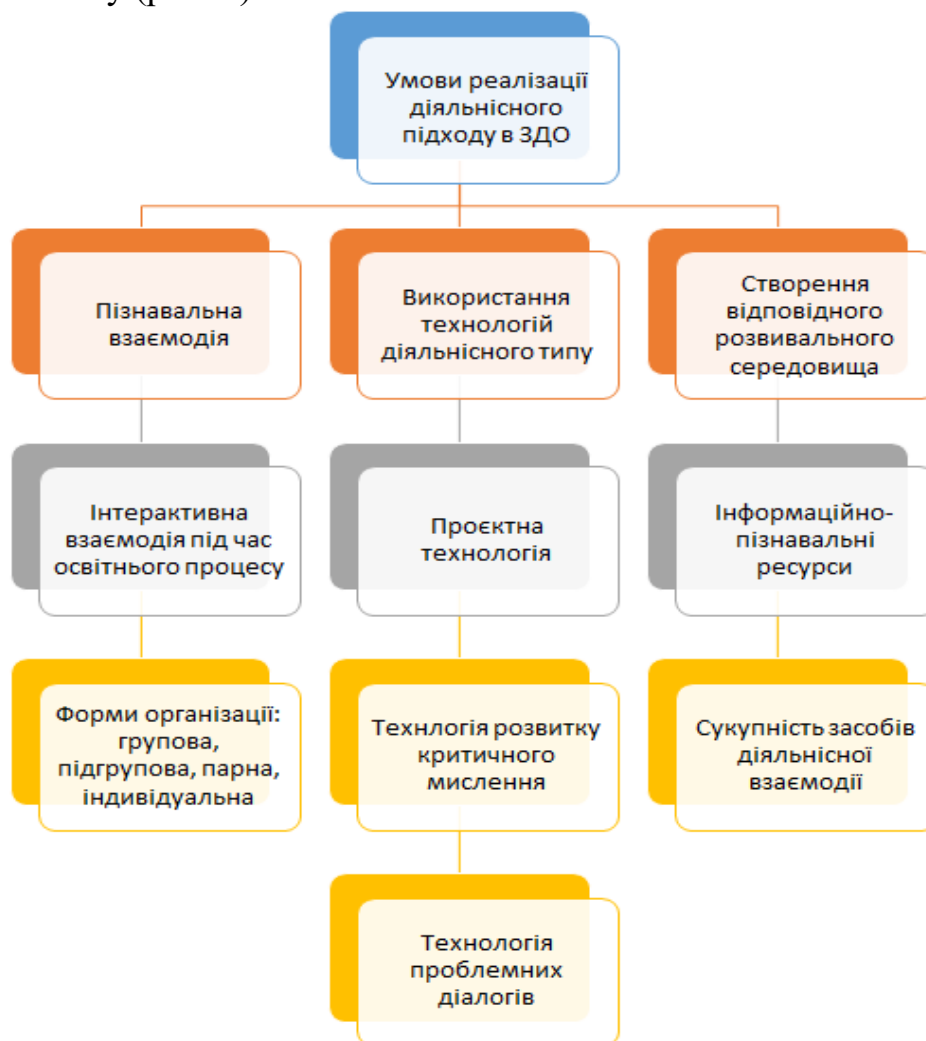 Умови реалізації
діяльнісного
підходу в ЗДО
Пізнавальна
взаємодія
Використання
технологій
діяльнісного типу
Створення
відповідного
розвивального
середовища
Інтерактивна
взаємодія під час
освітнього процесу
Проєктна
технологія
Інформаційно-
пізнавальні
ресурси
Форми організації:
групова,
підгрупова, парна,
індивідуальна
Технлогія розвитку
критичного
мислення
Сукупність засобів
діяльнісної
взаємодії
Технологія
проблемних
діалогів